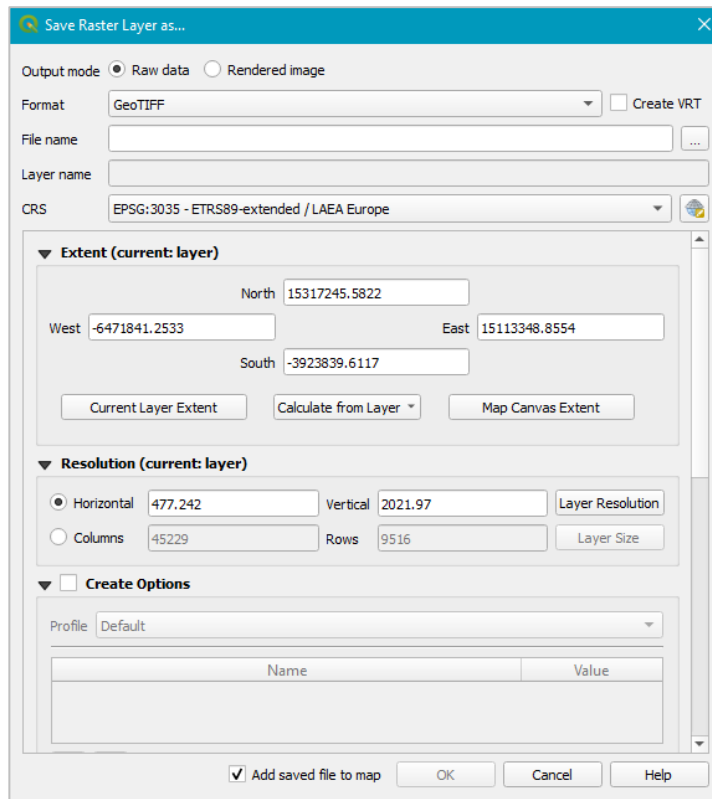 Save Raster Layer as...
Output mode Raw data Rendered image
Format GeoTIFF Create VRT
File name ...
Layer name
CRS EPSG:3035 - ETRS89-extended / LAEA Europe
Extent (current: layer)
North 15317245.5822
West -6471841.2533 East 15113348.8554
South -3923839.6117
Current Layer Extent Calculate from Layer Map Canvas Extent
Resolution (current: layer)
Horizontal 477.242 Vertical 2021.97 Layer Resolution
Columns 45229 Rows 9516 Layer Size
Create Options
Profile Default
Name Value
Add saved file to map OK Cancel Help